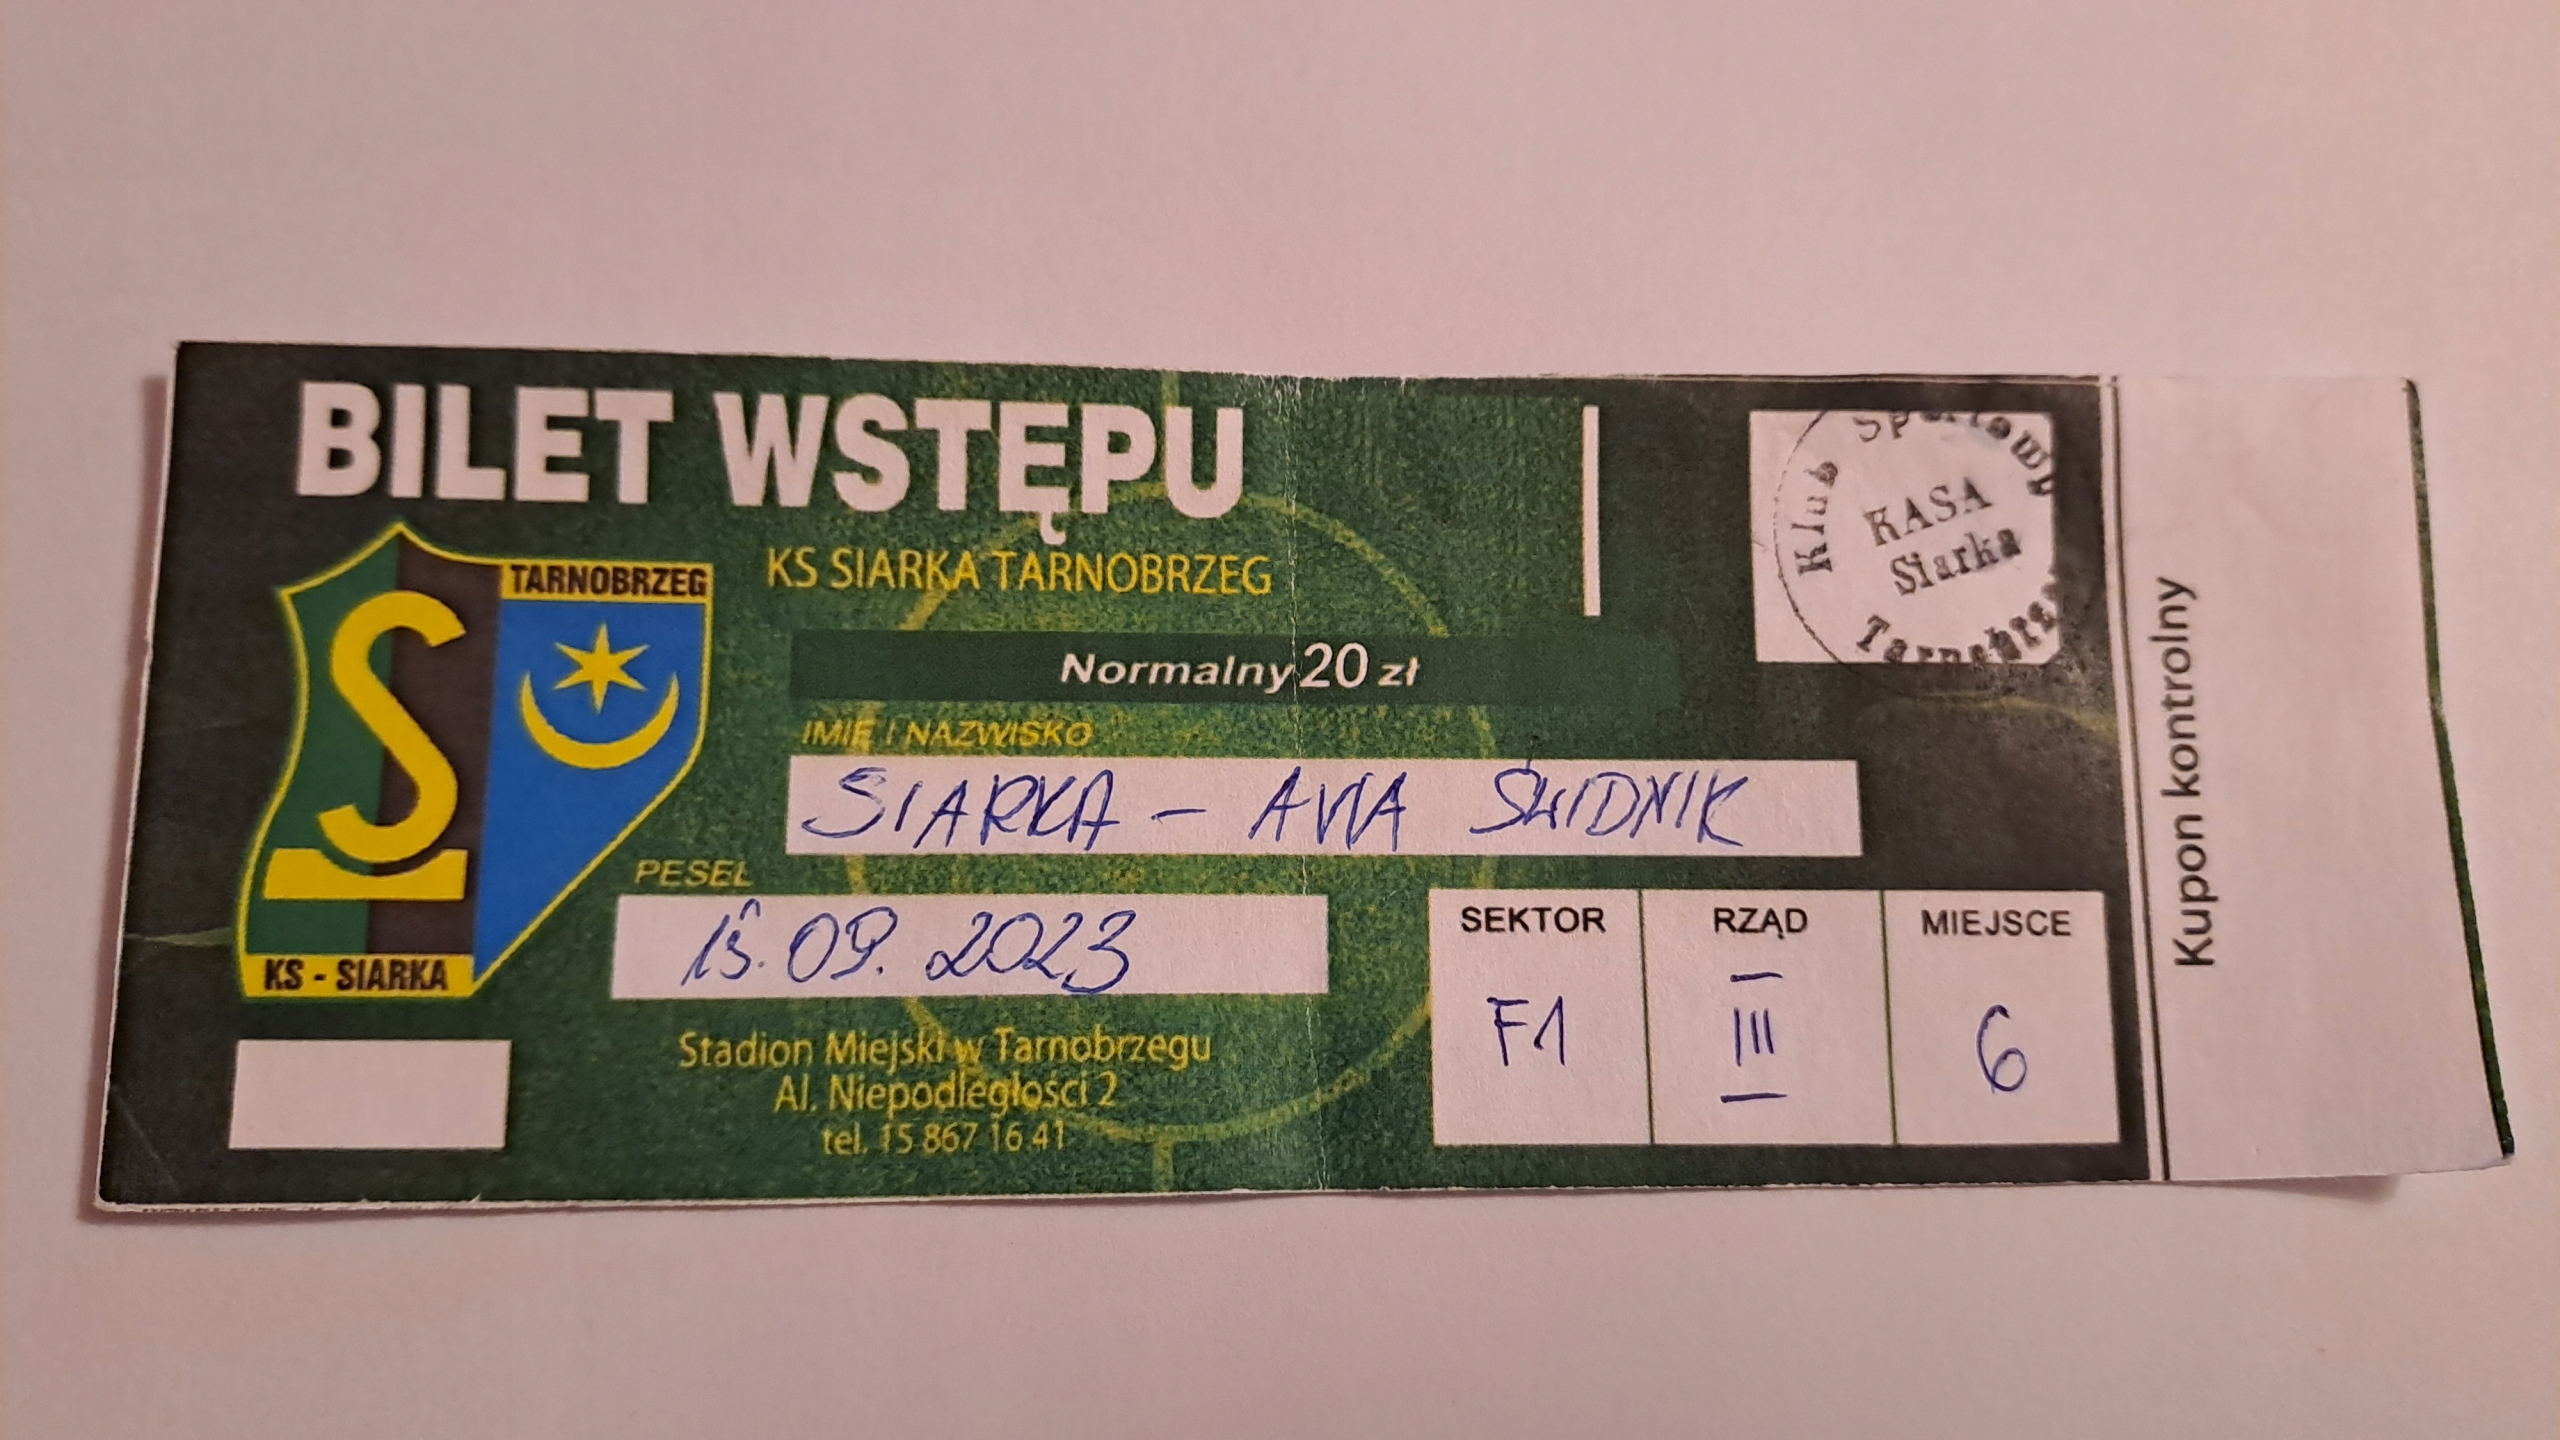 BILET WSTĘPU
KS SIARKA TARNOBRZEG
TARNOBRZEG
S
KS - SIARKA
Normalny 20 zł
IMIĘ I NAZWISKO
SIARKA - AVIA ŚWIDNIK
PESEL
15.09.2023
Stadion Miejski w Tarnobrzegu
Al. Niepodległości 2
tel. 15 867 16 41
Klub Sportowy
KASA
Siarka
SEKTOR RZĄD MIEJSCE
F1 III 6
Kupon kontrolny